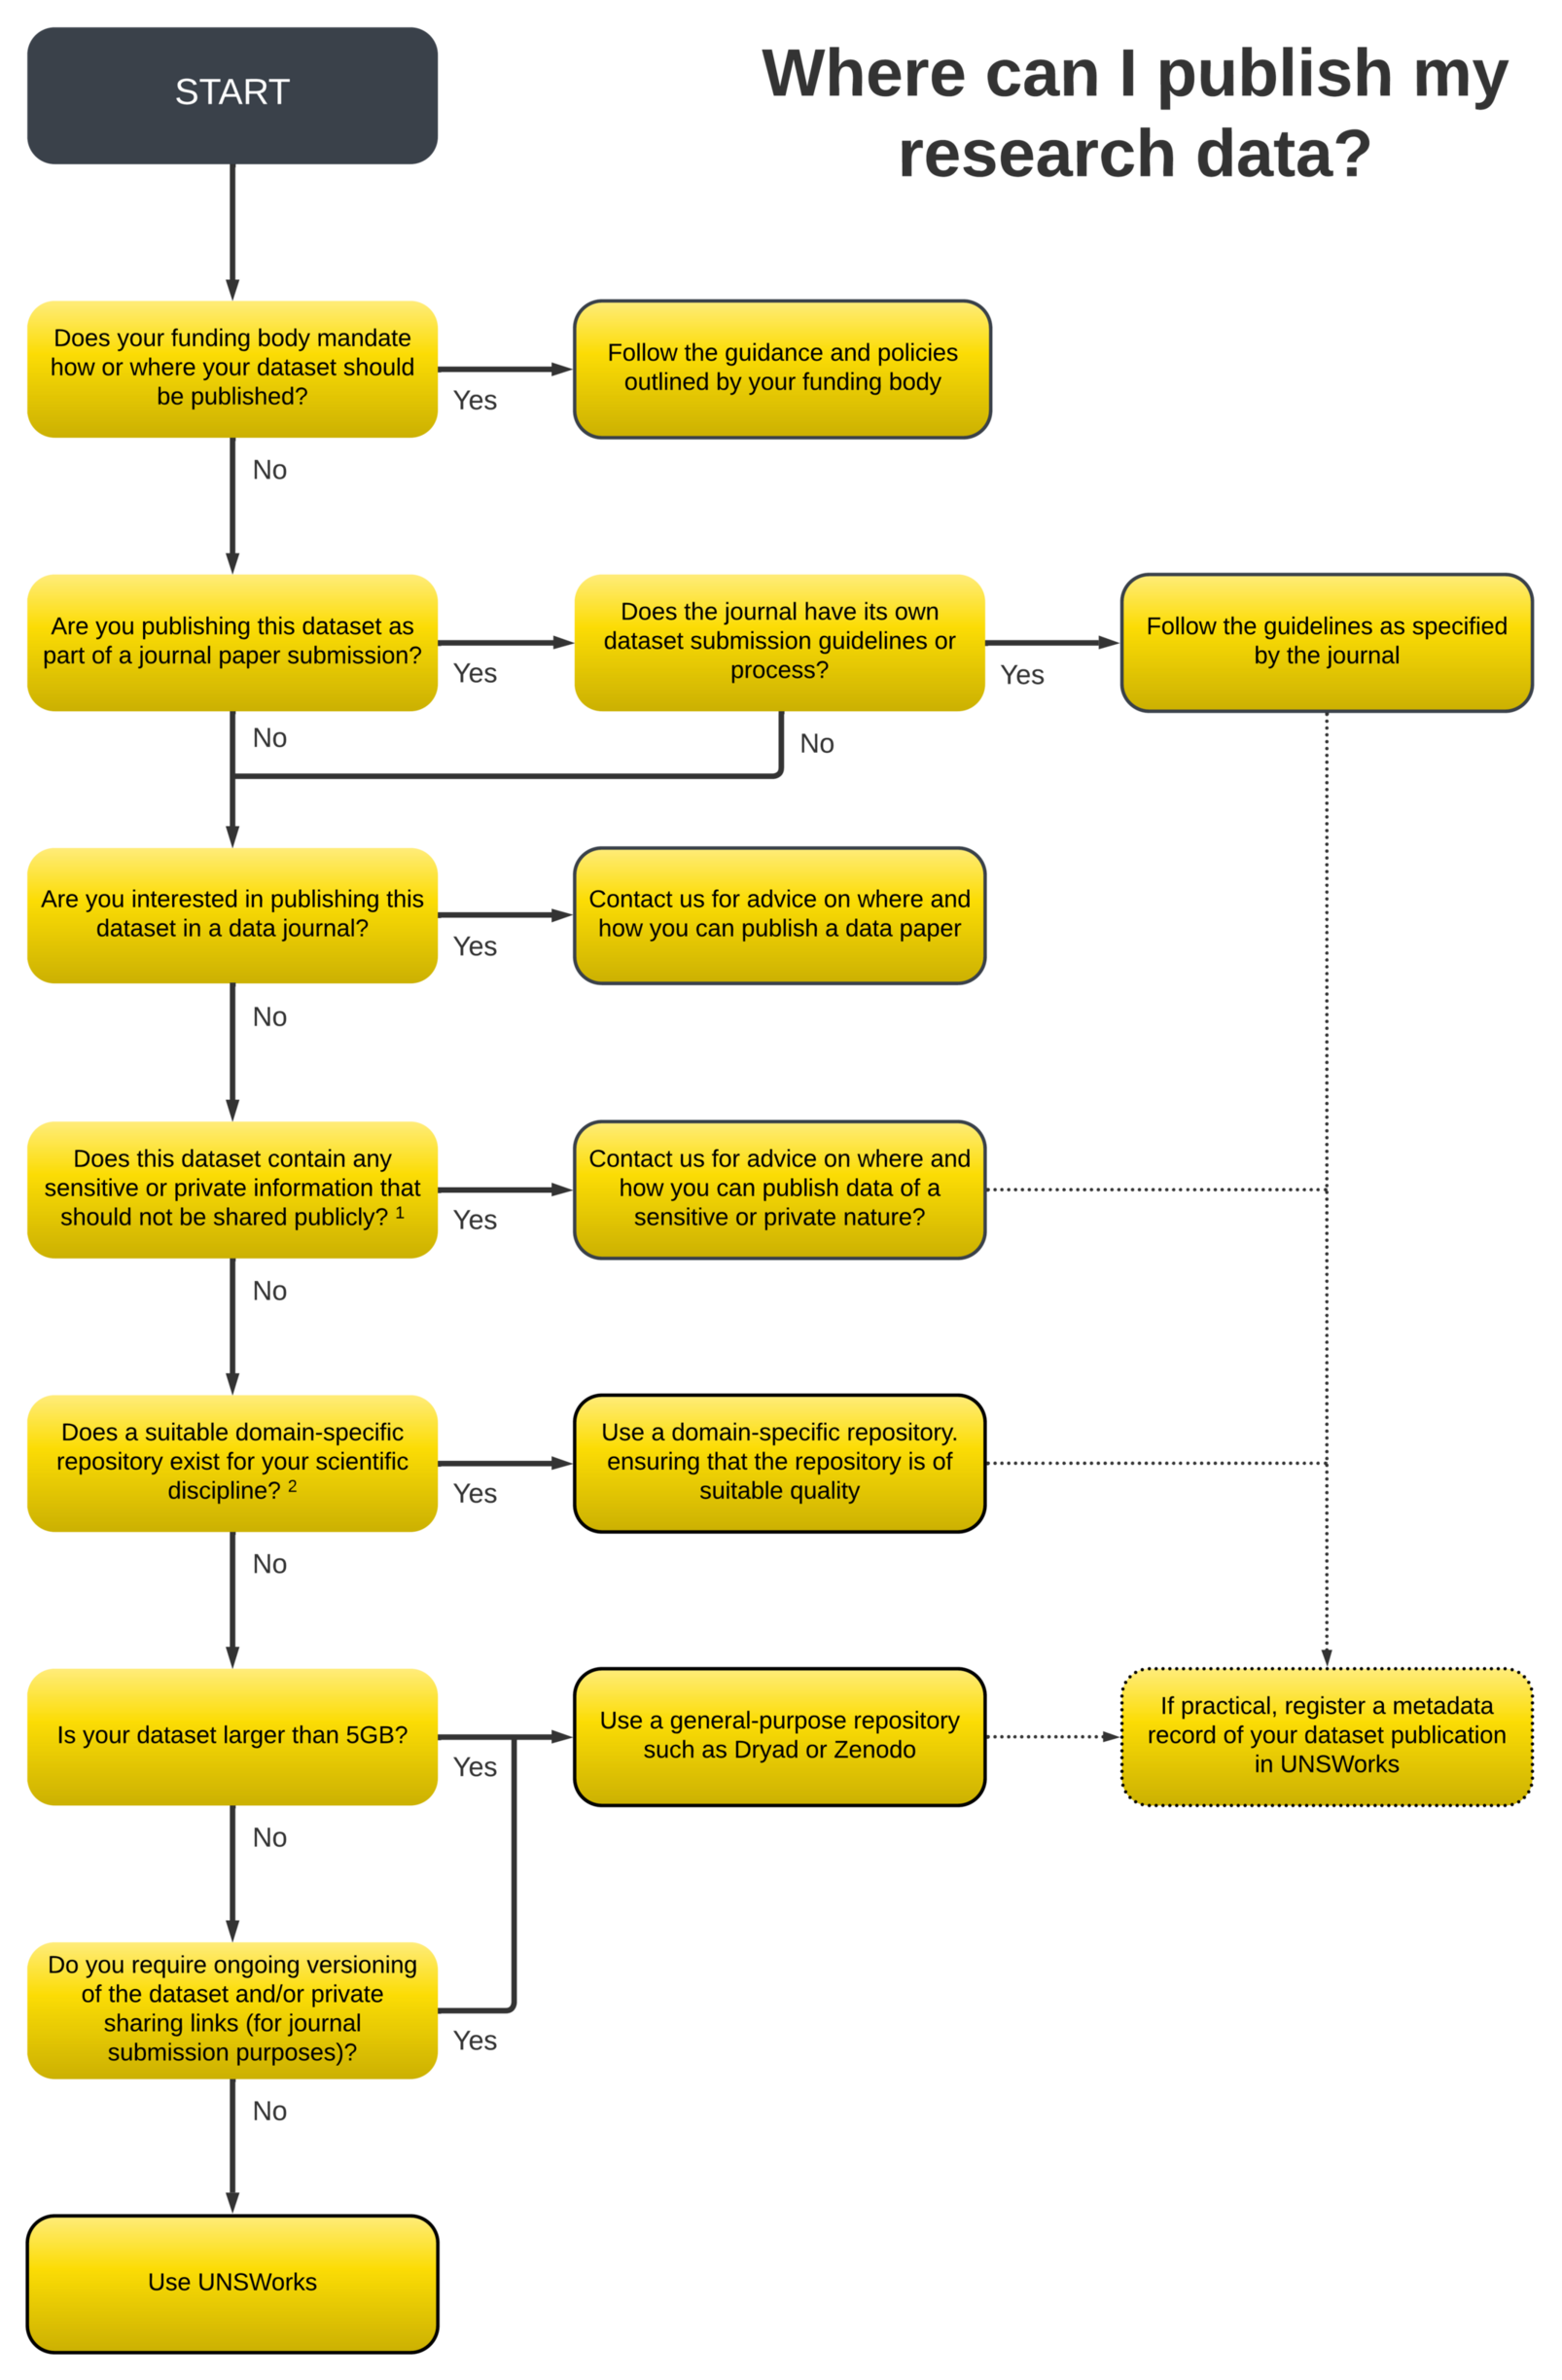 START
Where can I publish my
research data?
Does your funding body mandate
how or where your dataset should
be published?
Yes
Follow the guidance and policies
outlined by your funding body
No
Are you publishing this dataset as
part of a journal paper submission?
Yes
Does the journal have its own
dataset submission guidelines or
process?
Yes
Follow the guidelines as specified
by the journal
No
No
Are you interested in publishing this
dataset in a data journal?
Yes
Contact us for advice on where and
how you can publish a data paper
No
Does this dataset contain any
sensitive or private information that
should not be shared publicly? 1
Yes
Contact us for advice on where and
how you can publish data of a
sensitive or private nature?
No
Does a suitable domain-specific
repository exist for your scientific
discipline? 2
Yes
Use a domain-specific repository.
ensuring that the repository is of
suitable quality
No
Is your dataset larger than 5GB?
Yes
Use a general-purpose repository
such as Dryad or Zenodo
If practical, register a metadata
record of your dataset publication
in UNSWorks
No
Do you require ongoing versioning
of the dataset and/or private
sharing links (for journal
submission purposes)?
Yes
No
Use UNSWorks